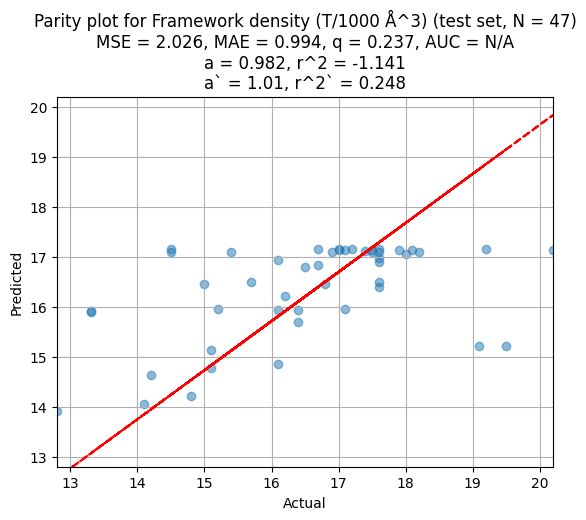 Parity plot for Framework density (T/1000 Å^3) (test set, N = 47)
MSE = 2.026, MAE = 0.994, q = 0.237, AUC = N/A
a = 0.982, r^2 = -1.141
a` = 1.01, r^2` = 0.248
20
19
18
17
16
15
14
13
Predicted
13 14 15 16 17 18 19 20
Actual